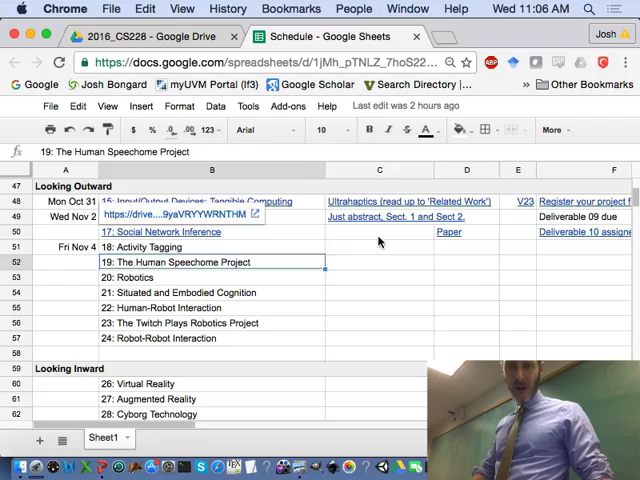 Chrome File Edit View History Bookmarks People Window Wed 11:06 AM
2016_CS228 - Google Drive × Schedule - Google Sheets × Josh
https://docs.google.com/spreadsheets/d/1jMh_pTNLZ_7hoS22...
Google Josh Bongard myUVM Portal (lf3) Google Scholar Search Directory... Other Bookmarks
File Edit View Insert Format Data Tools Add-ons Help Last edit was 2 hours ago
$ % .0 .00 123 Arial 10 B I S A More
fx 19: The Human Speechome Project
A B C D E F
47 Looking Outward
48 Mon Oct 31 15: Input/Output Devices: Tangible Computing Ultrahaptics (read up to 'Related Work') V23 Register your project f
49 Wed Nov 2 https://drive....9yaVRYYWRNTHM Just abstract, Sect. 1 and Sect 2. Deliverable 09 due
50 17: Social Network Inference Paper Deliverable 10 assigne
51 Fri Nov 4 18: Activity Tagging
52 19: The Human Speechome Project
53 20: Robotics
54 21: Situated and Embodied Cognition
55 22: Human-Robot Interaction
56 23: The Twitch Plays Robotics Project
57 24: Robot-Robot Interaction
58
59 Looking Inward
60 26: Virtual Reality
61 27: Augmented Reality
62 28: Cyborg Technology
+ Sheet1